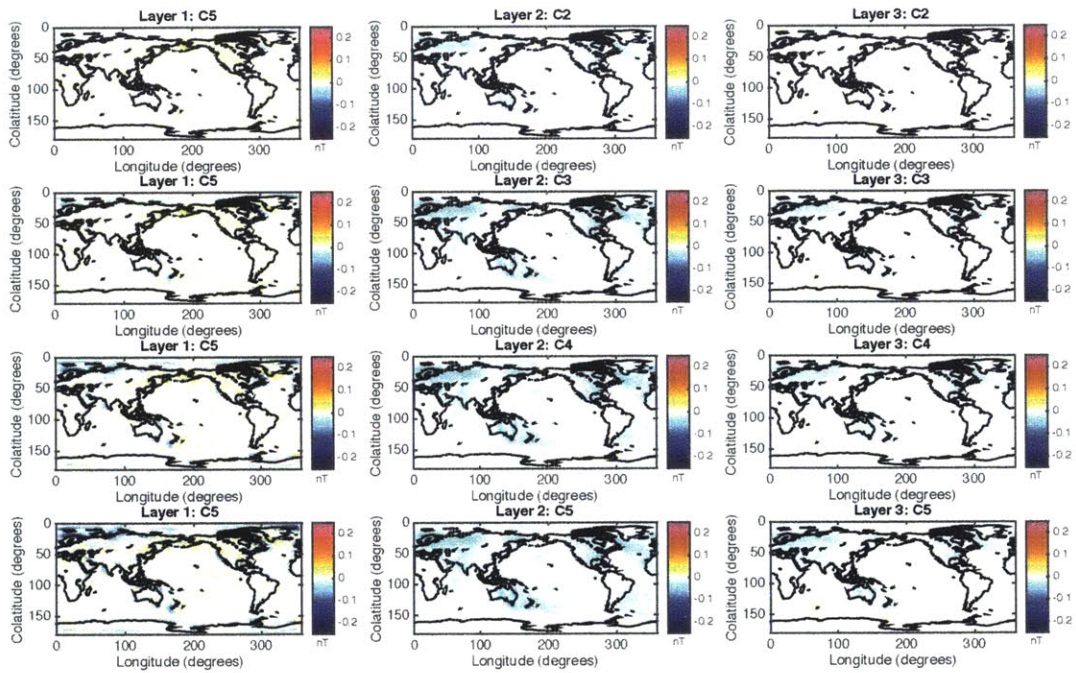 Layer 1: C5
Colatitude (degrees)
0
50
100
150
0 100 200 300
Longitude (degrees)
0.2
0.1
0
-0.1
-0.2
nT
Layer 2: C2
Colatitude (degrees)
0
50
100
150
0 100 200 300
Longitude (degrees)
0.2
0.1
0
-0.1
-0.2
nT
Layer 3: C2
Colatitude (degrees)
0
50
100
150
0 100 200 300
Longitude (degrees)
0.2
0.1
0
-0.1
-0.2
nT
Layer 1: C5
Colatitude (degrees)
0
50
100
150
0 100 200 300
Longitude (degrees)
0.2
0.1
0
-0.1
-0.2
nT
Layer 2: C3
Colatitude (degrees)
0
50
100
150
0 100 200 300
Longitude (degrees)
0.2
0.1
0
-0.1
-0.2
nT
Layer 3: C3
Colatitude (degrees)
0
50
100
150
0 100 200 300
Longitude (degrees)
0.2
0.1
0
-0.1
-0.2
nT
Layer 1: C5
Colatitude (degrees)
0
50
100
150
0 100 200 300
Longitude (degrees)
0.2
0.1
0
-0.1
-0.2
nT
Layer 2: C4
Colatitude (degrees)
0
50
100
150
0 100 200 300
Longitude (degrees)
0.2
0.1
0
-0.1
-0.2
nT
Layer 3: C4
Colatitude (degrees)
0
50
100
150
0 100 200 300
Longitude (degrees)
0.2
0.1
0
-0.1
-0.2
nT
Layer 1: C5
Colatitude (degrees)
0
50
100
150
0 100 200 300
Longitude (degrees)
0.2
0.1
0
-0.1
-0.2
nT
Layer 2: C5
Colatitude (degrees)
0
50
100
150
0 100 200 300
Longitude (degrees)
0.2
0.1
0
-0.1
-0.2
nT
Layer 3: C5
Colatitude (degrees)
0
50
100
150
0 100 200 300
Longitude (degrees)
0.2
0.1
0
-0.1
-0.2
nT